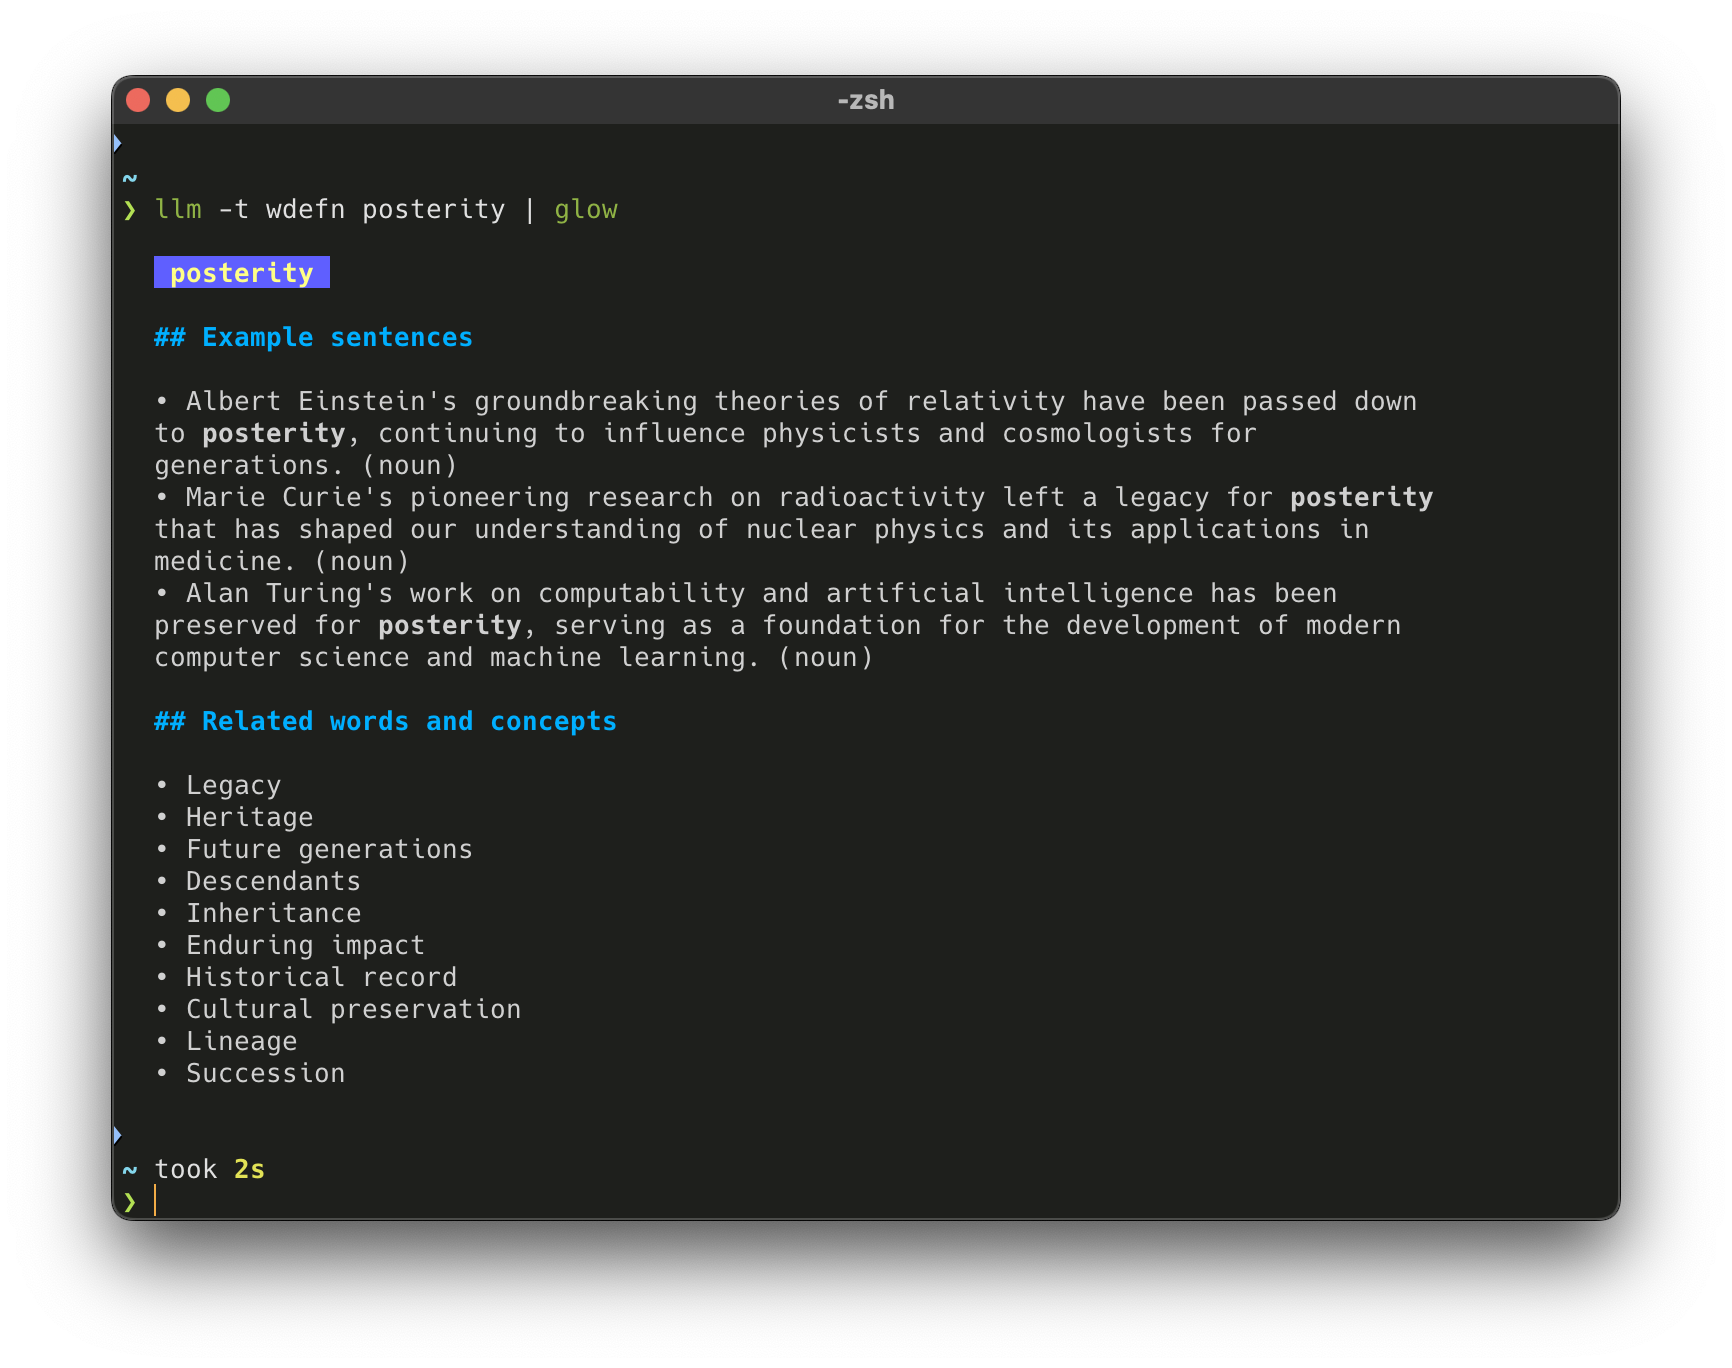 -zsh
~
❯ llm -t wdefn posterity | glow
posterity
## Example sentences
• Albert Einstein's groundbreaking theories of relativity have been passed down
to posterity, continuing to influence physicists and cosmologists for
generations. (noun)
• Marie Curie's pioneering research on radioactivity left a legacy for posterity
that has shaped our understanding of nuclear physics and its applications in
medicine. (noun)
• Alan Turing's work on computability and artificial intelligence has been
preserved for posterity, serving as a foundation for the development of modern
computer science and machine learning. (noun)
## Related words and concepts
• Legacy
• Heritage
• Future generations
• Descendants
• Inheritance
• Enduring impact
• Historical record
• Cultural preservation
• Lineage
• Succession
~ took 2s
❯